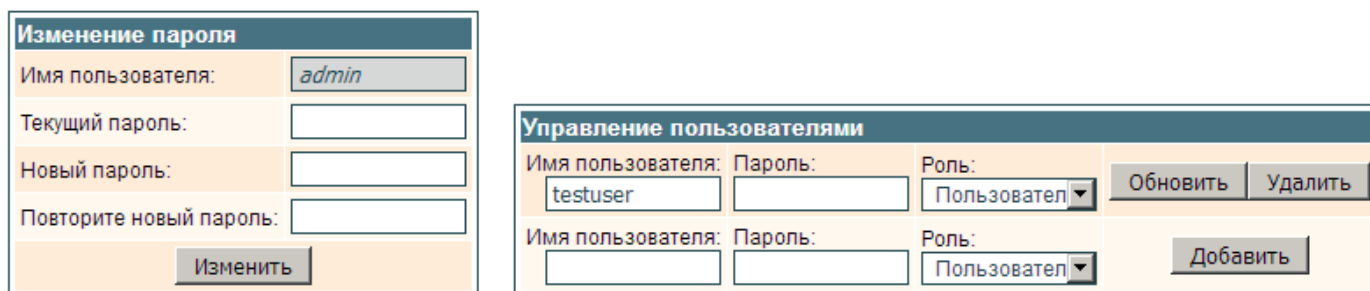 Изменение пароля
Имя пользователя: admin
Текущий пароль:
Новый пароль:
Повторите новый пароль:
Изменить
Управление пользователями
Имя пользователя: Пароль: Роль:
testuser Пользовател Обновить Удалить
Имя пользователя: Пароль: Роль:
Пользовател Добавить